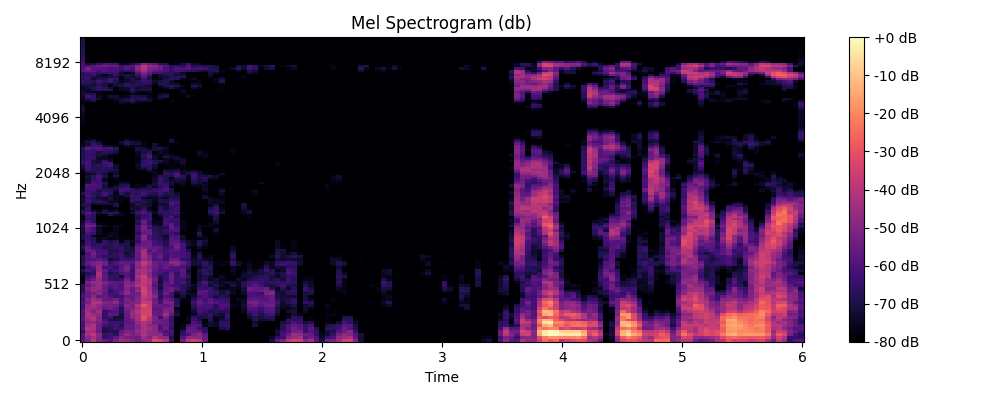 Mel Spectrogram (db)
Hz
8192
4096
2048
1024
512
0
0 1 2 3 4 5 6
Time
+0 dB
-10 dB
-20 dB
-30 dB
-40 dB
-50 dB
-60 dB
-70 dB
-80 dB